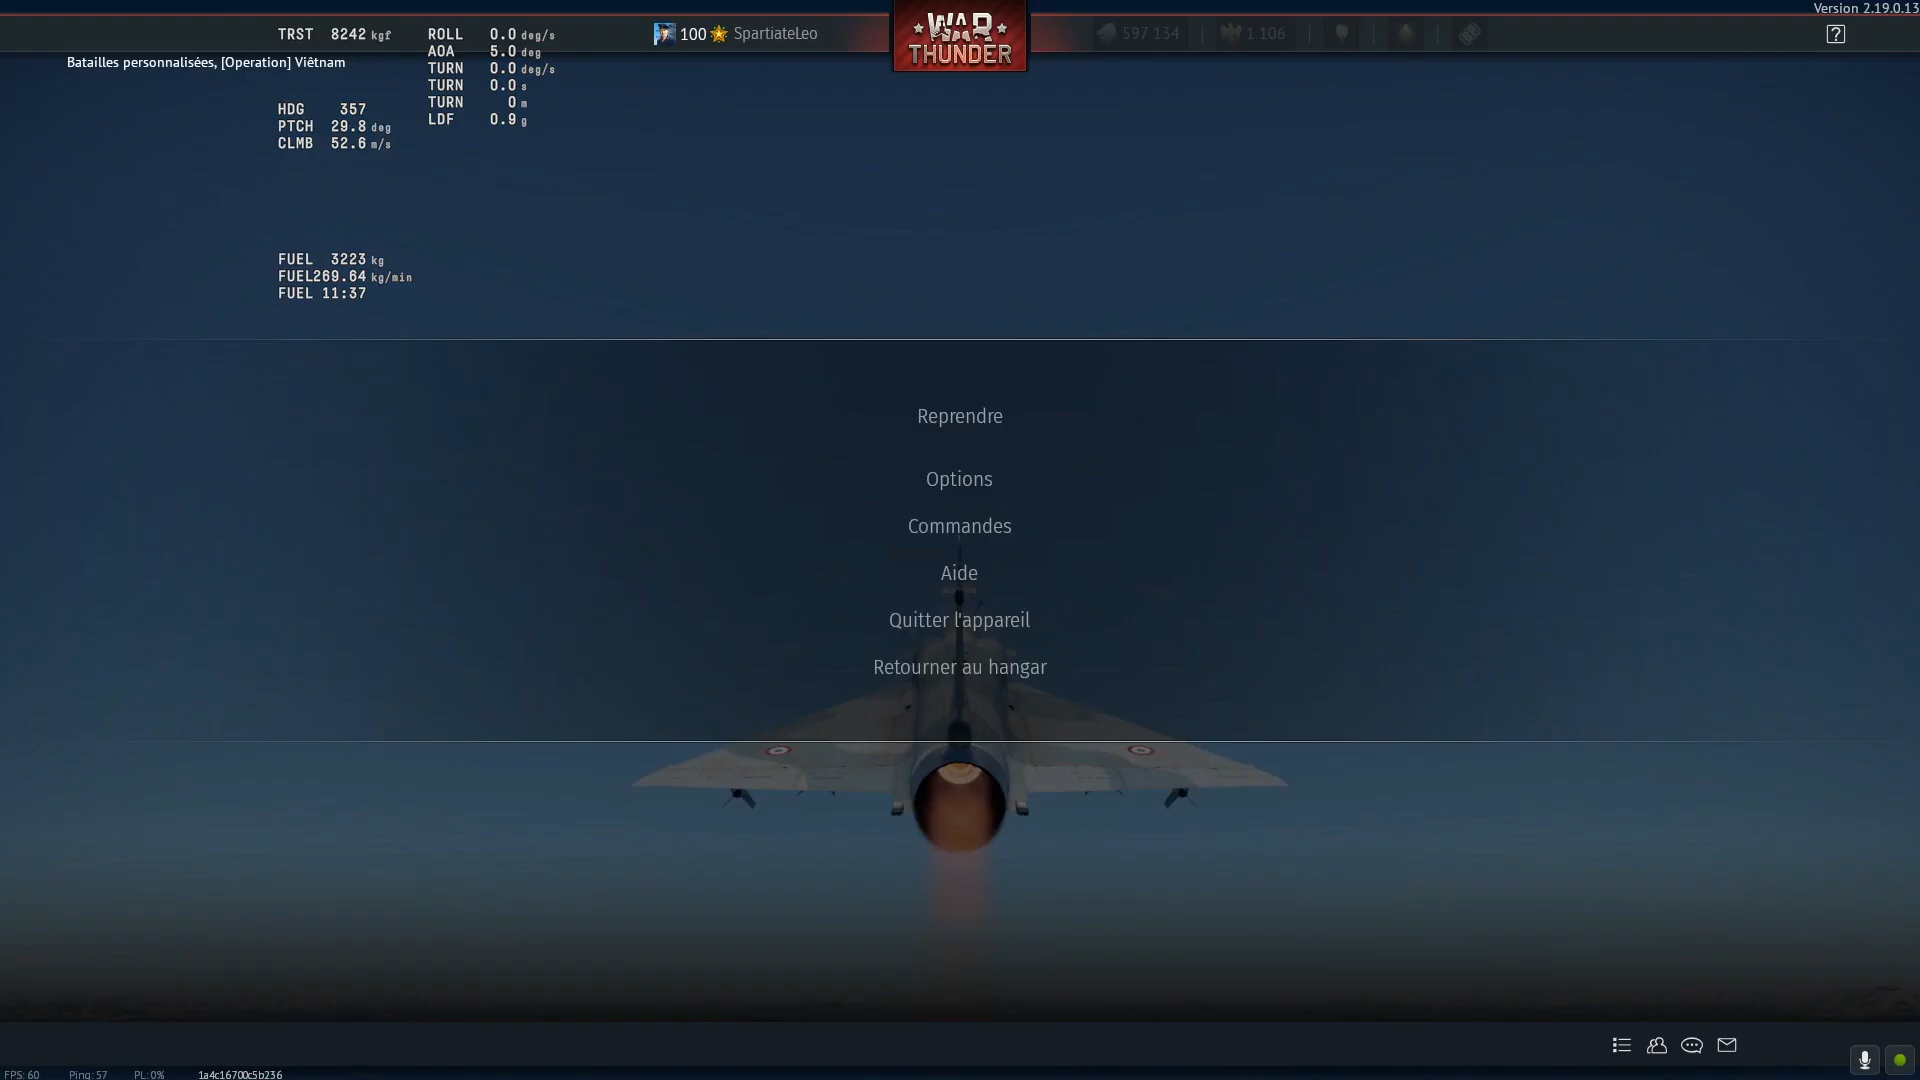 Version 2.19.0.13
TRST 8242 kgf
ROLL 0.0 deg/s
AOA 5.0 deg
TURN 0.0 deg/s
TURN 0.0 s
TURN 0 m
LDF 0.9 g
100 SpartiateLeo
WAR THUNDER
597 134
1 106
?
Batailles personnalisées, [Operation] Viêtnam
HDG 357
PTCH 29.8 deg
CLMB 52.6 m/s
FUEL 3223 kg
FUEL269.64 kg/min
FUEL 11:37
Reprendre
Options
Commandes
Aide
Quitter l'appareil
Retourner au hangar
FPS: 60 Ping: 57 PL: 0% 1a4c16700c5b236